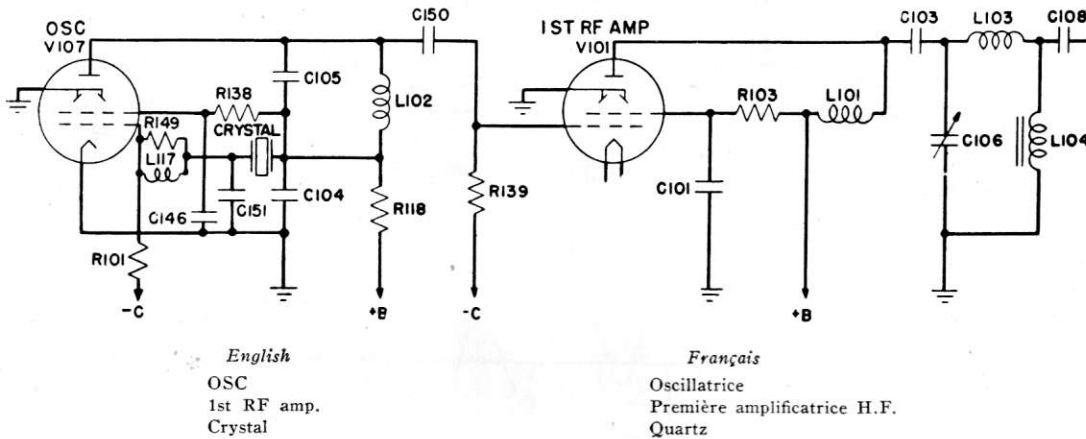 OSC
V107
C150
1ST RF AMP
V101
C103
L103
C108
C105
L102
R138
R149
CRYSTAL
L117
R103
L101
C106
L104
C104
R118
R139
C101
C146
C151
R101
-C
+B
-C
+B
English
OSC
1st RF amp.
Crystal
Français
Oscillatrice
Première amplificatrice H.F.
Quartz